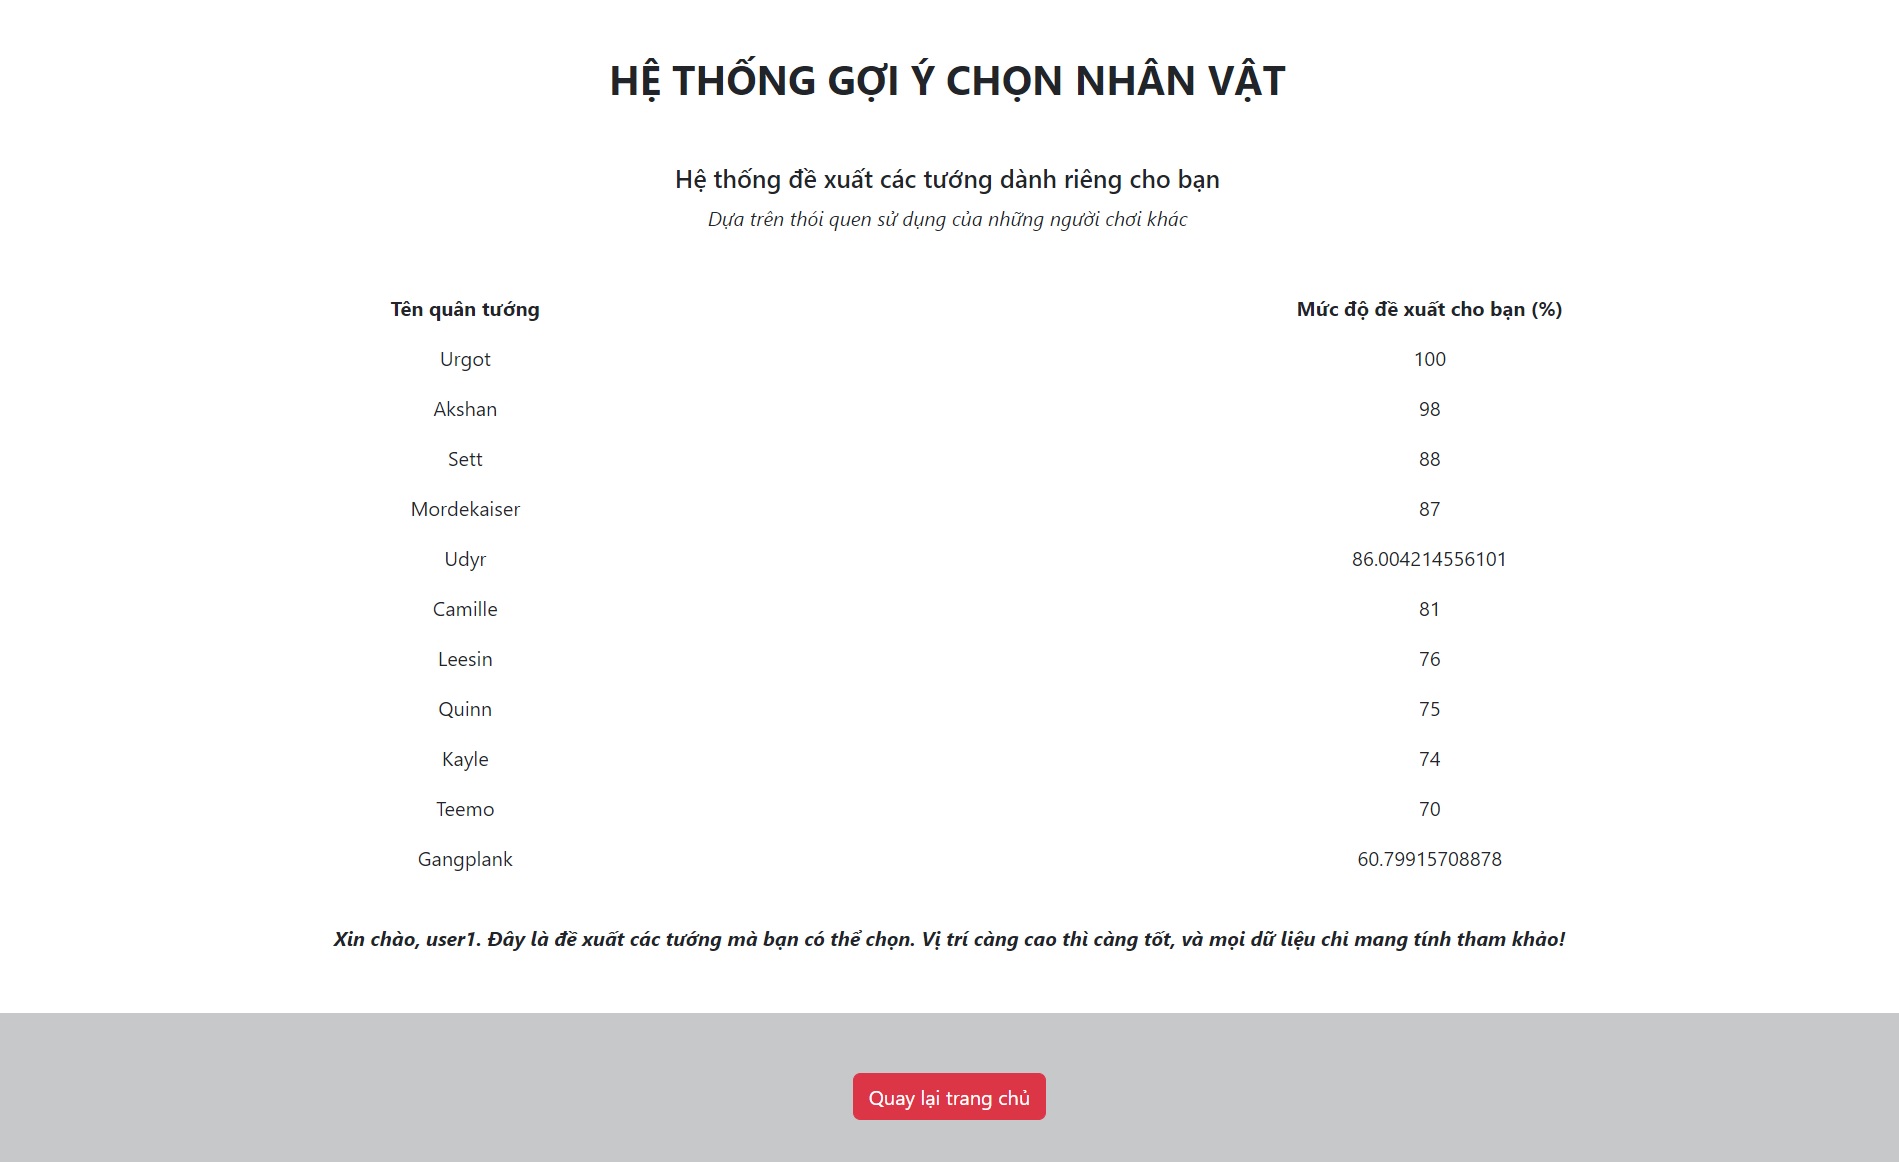 HỆ THỐNG GỢI Ý CHỌN NHÂN VẬT
Hệ thống đề xuất các tướng dành riêng cho bạn
Dựa trên thói quen sử dụng của những người chơi khác
Tên quân tướng Mức độ đề xuất cho bạn (%)
Urgot 100
Akshan 98
Sett 88
Mordekaiser 87
Udyr 86.004214556101
Camille 81
Leesin 76
Quinn 75
Kayle 74
Teemo 70
Gangplank 60.79915708878
Xin chào, user1. Đây là đề xuất các tướng mà bạn có thể chọn. Vị trí càng cao thì càng tốt, và mọi dữ liệu chỉ mang tính tham khảo!
Quay lại trang chủ